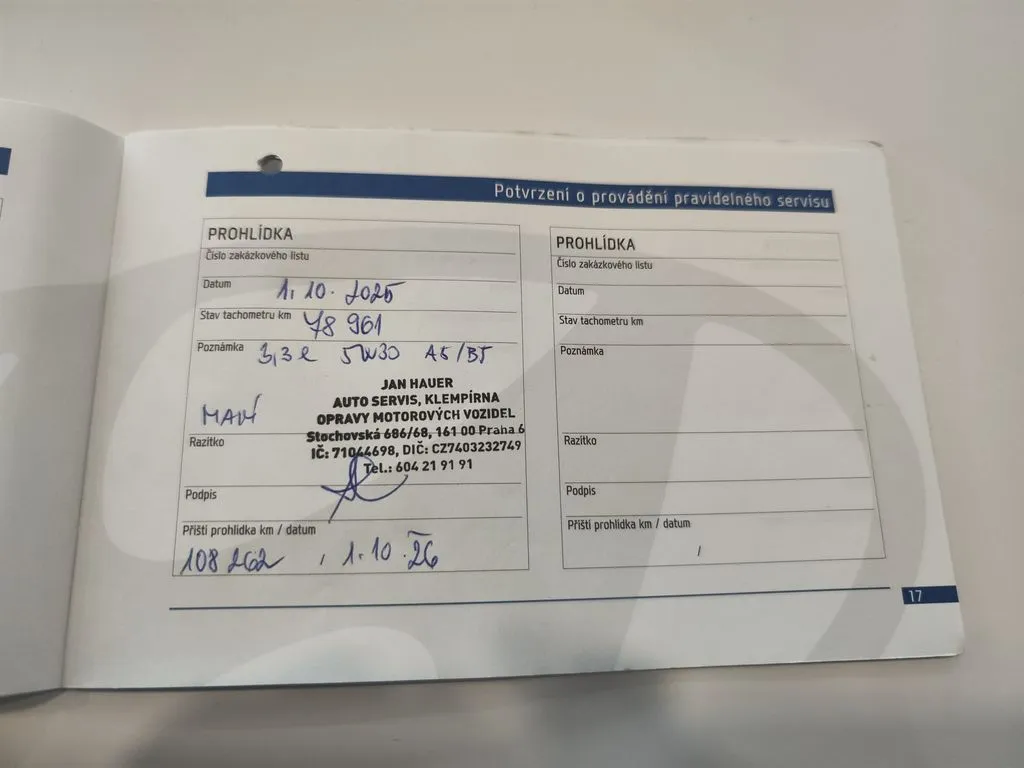 Potvrzení o provádění pravidelného servisu
PROHLÍDKA
Číslo zakázkového listu
Datum 1. 10. 2025
Stav tachometru km 78 961
Poznámka 3,3 l 5W30 A5/B5
JAN HAUER
AUTO SERVIS, KLEMPÍRNA
OPRAVY MOTOROVÝCH VOZIDEL
Stochovská 686/68, 161 00 Praha 6
IČ: 71044698, DIČ: CZ7403232749
Tel.: 604 21 91 91
Razítko
Podpis
Příští prohlídka km / datum
108 262 , 1. 10. 26
PROHLÍDKA
Číslo zakázkového listu
Datum
Stav tachometru km
Poznámka
Razítko
Podpis
Příští prohlídka km / datum
/
17